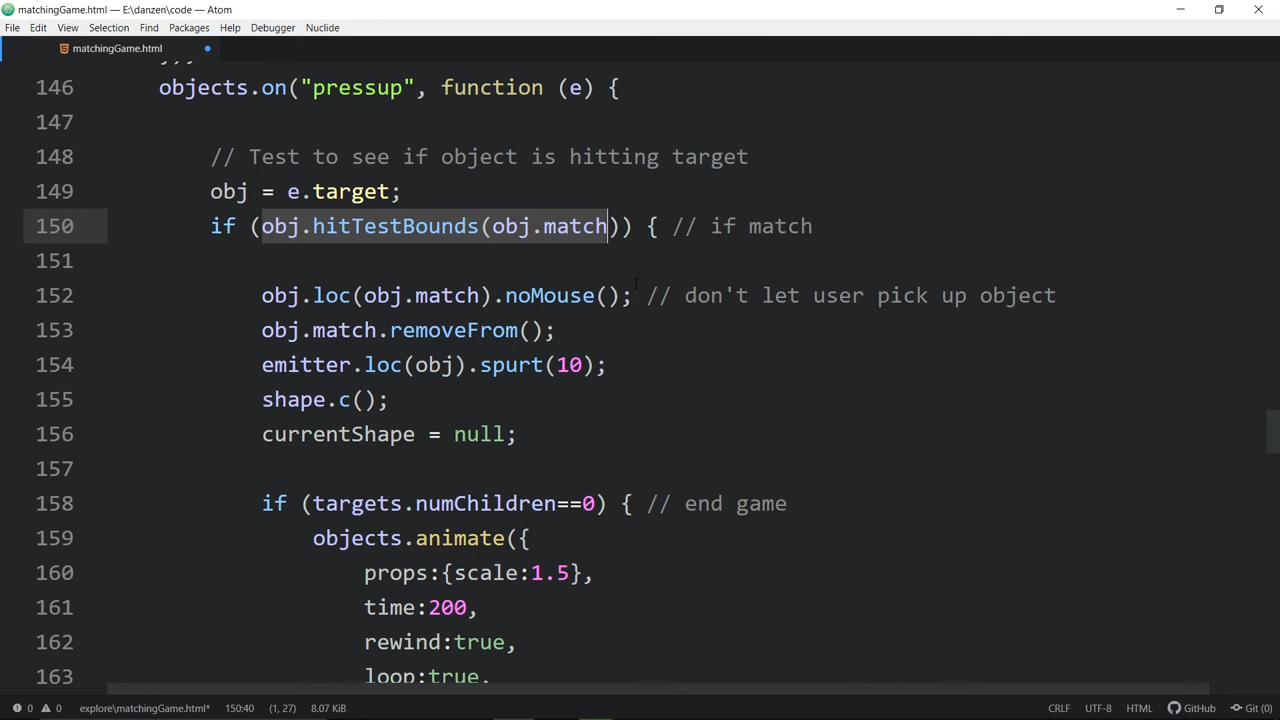 matchingGame.html — E:\danzen\code — Atom
File Edit View Selection Find Packages Help Debugger Nuclide
matchingGame.html
146 objects.on("pressup", function (e) {
147
148 // Test to see if object is hitting target
149 obj = e.target;
150 if (obj.hitTestBounds(obj.match)) { // if match
151
152 obj.loc(obj.match).noMouse(); // don't let user pick up object
153 obj.match.removeFrom();
154 emitter.loc(obj).spurt(10);
155 shape.c();
156 currentShape = null;
157
158 if (targets.numChildren==0) { // end game
159 objects.animate({
160 props:{scale:1.5},
161 time:200,
162 rewind:true,
163 loop:true,
0 0 explore\matchingGame.html* 150:40 (1, 27) 8.07 KiB CRLF UTF-8 HTML GitHub Git (0)